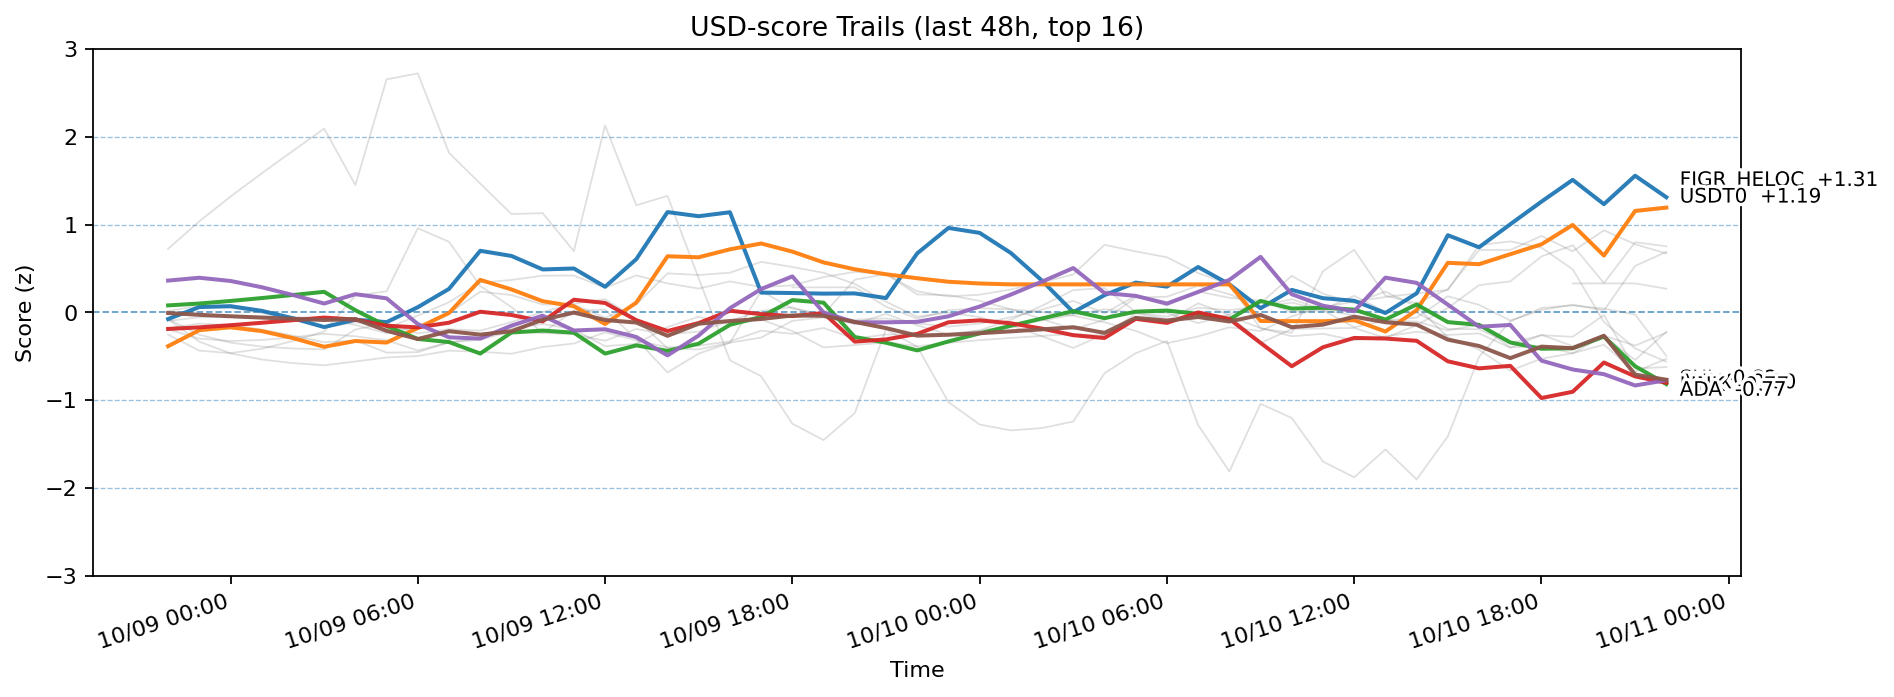 USD-score Trails (last 48h, top 16)
Score (z)
3
2
1
0
−1
−2
−3
FIGR_HELOC +1.31
USDT0 +1.19
ADA -0.77
10/09 00:00
10/09 06:00
10/09 12:00
10/09 18:00
10/10 00:00
10/10 06:00
10/10 12:00
10/10 18:00
10/11 00:00
Time